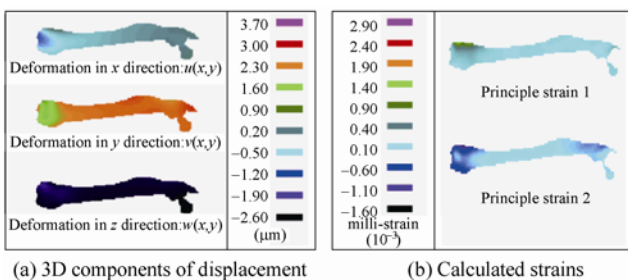 Deformation in x direction:u(x,y)
Deformation in y direction:v(x,y)
Deformation in z direction:w(x,y)
3.70
3.00
2.30
1.60
0.90
0.20
−0.50
−1.20
−1.90
−2.60
(μm)
(a) 3D components of displacement
2.90
2.40
1.90
1.40
0.90
0.40
0.10
−0.60
−1.10
−1.60
milli-strain
(10⁻³)
Principle strain 1
Principle strain 2
(b) Calculated strains